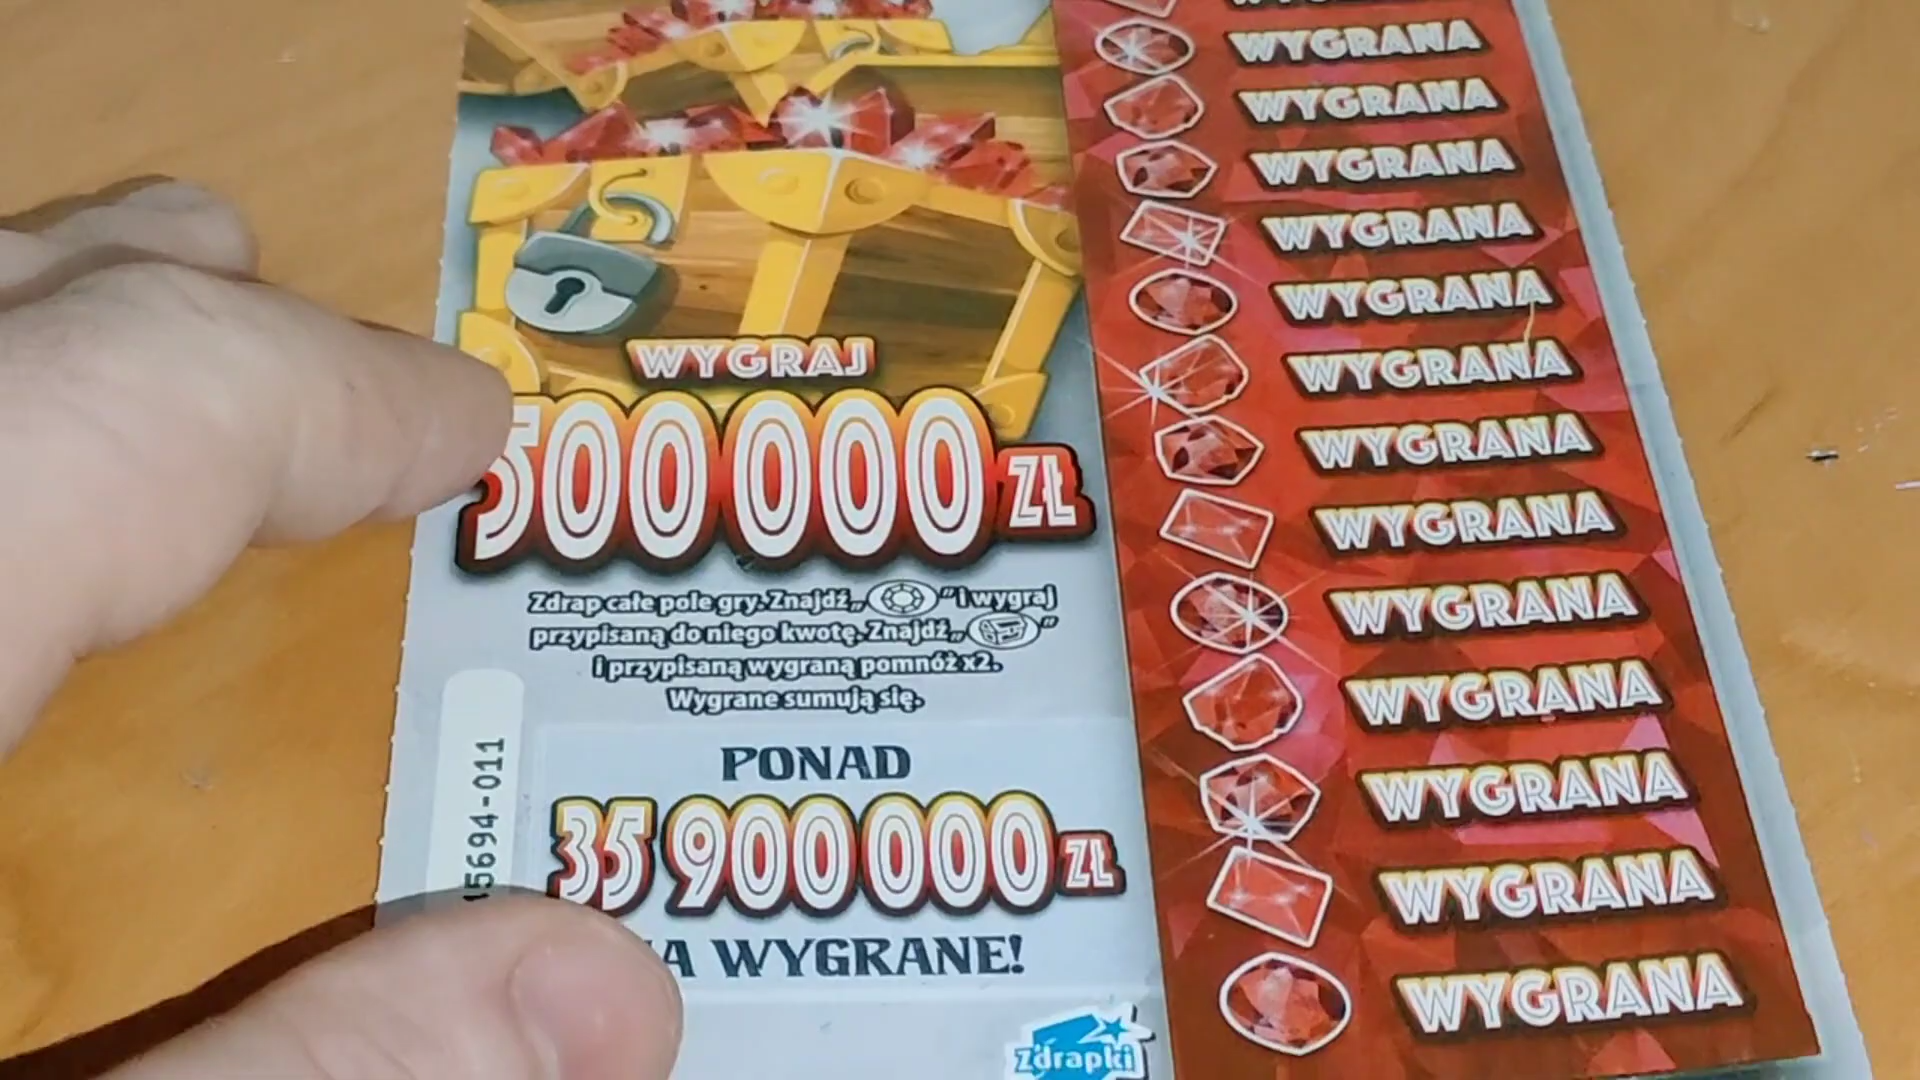 WYGRAJ
500 000 ZŁ
Zdrap całe pole gry. Znajdź „ ” i wygraj
przypisaną do niego kwotę. Znajdź „ ”
i przypisaną wygraną pomnóż x2.
Wygrane sumują się.
5694-011
PONAD
35 900 000 ZŁ
A WYGRANE!
Zdrapki
WYGRANA
WYGRANA
WYGRANA
WYGRANA
WYGRANA
WYGRANA
WYGRANA
WYGRANA
WYGRANA
WYGRANA
WYGRANA
WYGRANA
WYGRANA